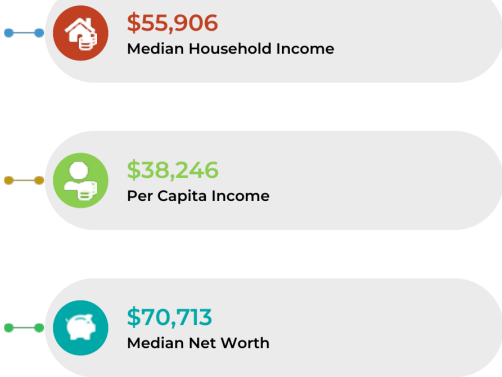 $55,906
Median Household Income
$38,246
Per Capita Income
$70,713
Median Net Worth